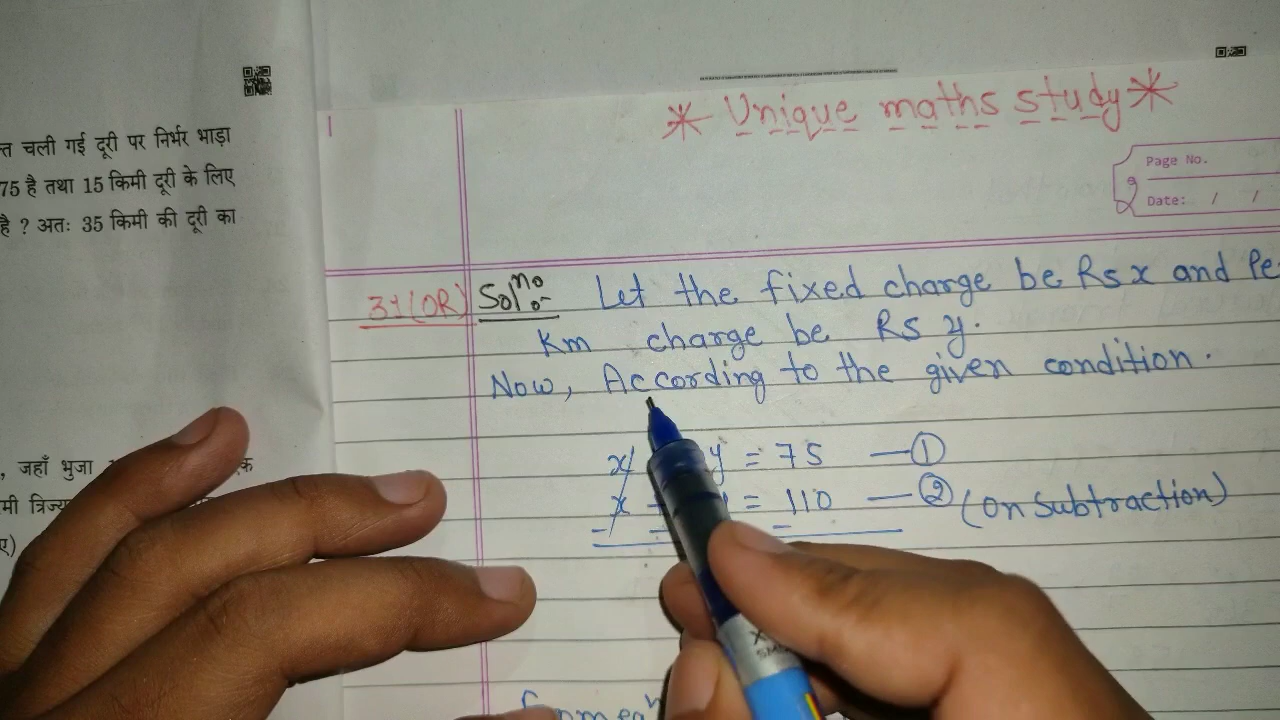 चली गई दूरी पर निर्भर भाड़ा
75 है तथा 15 किमी दूरी के लिए
है ? अतः 35 किमी की दूरी का
, जहाँ भुजा
मी
ए)
* Unique maths study *
Page No.
Date: / /
31(OR) Solno:- Let the fixed charge be Rs x and Pe
Km charge be Rs y.
Now, According to the given condition.
x y = 75 — ①
x = 110 — ② (on subtraction)